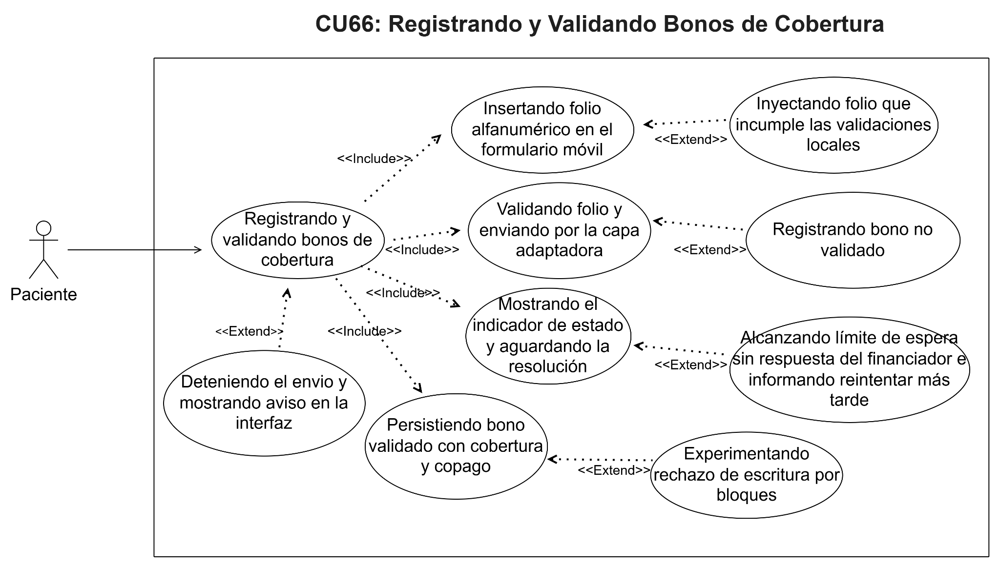 CU66: Registrando y Validando Bonos de Cobertura
Insertando folio
alfanumérico en el
formulario móvil
Inyectando folio que
incumple las validaciones
locales
<<Extend>>
<<Include>>
Registrando y
validando bonos de
cobertura
Validando folio y
enviando por la capa
adaptadora
Registrando bono no
validado
<<Include>>
<<Extend>>
Paciente
<<Include>>
Mostrando el
indicador de estado
y aguardando la
resolución
<<Extend>>
<<Include>>
Alcanzando límite de espera
sin respuesta del financiador e
informando reintentar más
tarde
<<Extend>>
Deteniendo el envio y
mostrando aviso en la
interfaz
Persistiendo bono
validado con cobertura
y copago
<<Extend>>
Experimentando
rechazo de escritura por
bloques